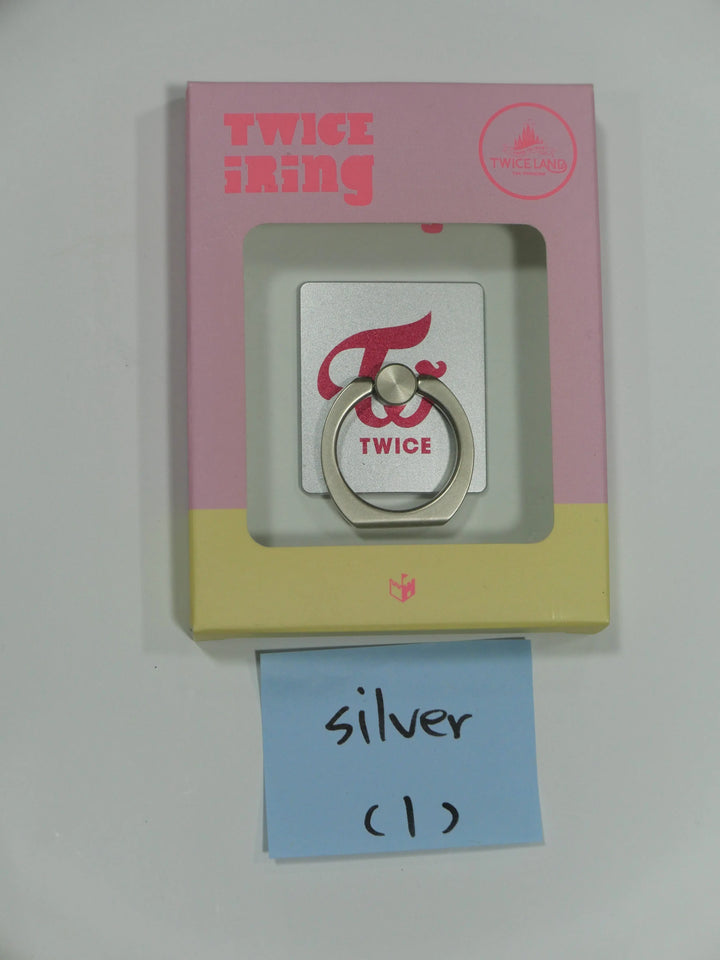 TWICE
iRing
TWICELAND
TWICE
silver
(1)